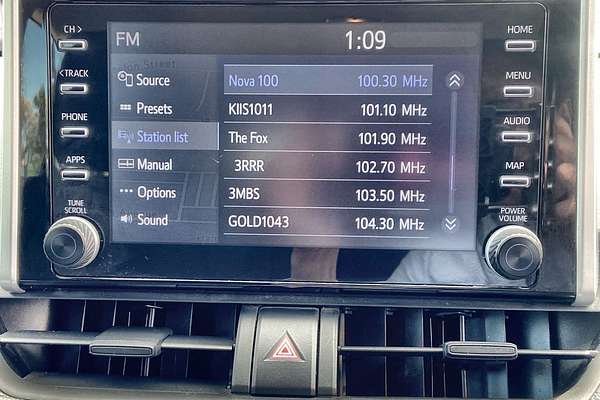 CH >
< TRACK
PHONE
APPS
TUNE
SCROLL
FM
1:09
Source
Presets
Station list
Manual
Options
Sound
Nova 100 100.30 MHz
KIIS1011 101.10 MHz
The Fox 101.90 MHz
3RRR 102.70 MHz
3MBS 103.50 MHz
GOLD1043 104.30 MHz
HOME
MENU
AUDIO
MAP
POWER
VOLUME